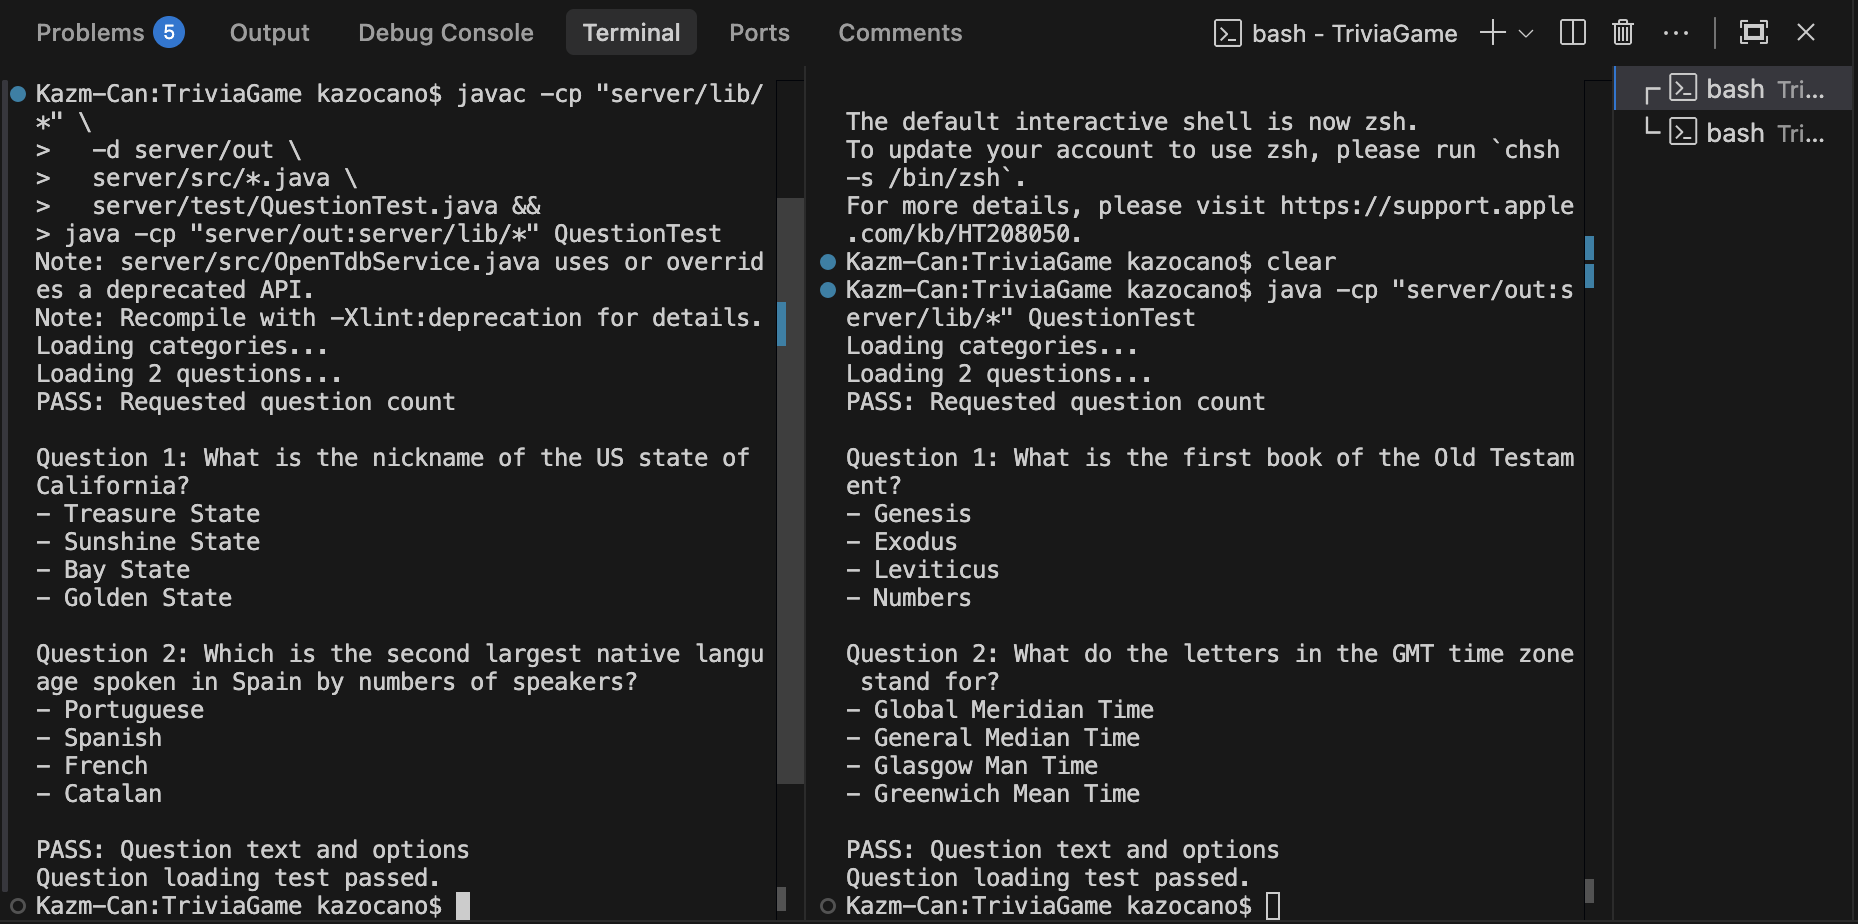 Problems 5 Output Debug Console Terminal Ports Comments bash - TriviaGame
Kazm-Can:TriviaGame kazocano$ javac -cp "server/lib/
*" \
>   -d server/out \
>   server/src/*.java \
>   server/test/QuestionTest.java &&
> java -cp "server/out:server/lib/*" QuestionTest
Note: server/src/OpenTdbService.java uses or overrid
es a deprecated API.
Note: Recompile with -Xlint:deprecation for details.
Loading categories...
Loading 2 questions...
PASS: Requested question count
Question 1: What is the nickname of the US state of
California?
- Treasure State
- Sunshine State
- Bay State
- Golden State
Question 2: Which is the second largest native langu
age spoken in Spain by numbers of speakers?
- Portuguese
- Spanish
- French
- Catalan
PASS: Question text and options
Question loading test passed.
Kazm-Can:TriviaGame kazocano$
The default interactive shell is now zsh.
To update your account to use zsh, please run `chsh
-s /bin/zsh`.
For more details, please visit https://support.apple
.com/kb/HT208050.
Kazm-Can:TriviaGame kazocano$ clear
Kazm-Can:TriviaGame kazocano$ java -cp "server/out:s
erver/lib/*" QuestionTest
Loading categories...
Loading 2 questions...
PASS: Requested question count
Question 1: What is the first book of the Old Testam
ent?
- Genesis
- Exodus
- Leviticus
- Numbers
Question 2: What do the letters in the GMT time zone
 stand for?
- Global Meridian Time
- General Median Time
- Glasgow Man Time
- Greenwich Mean Time
PASS: Question text and options
Question loading test passed.
Kazm-Can:TriviaGame kazocano$
bash Tri...
bash Tri...